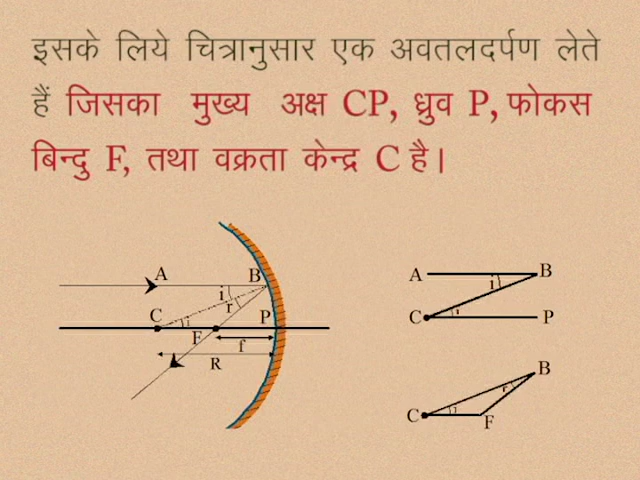 इसके लिये चित्रानुसार एक अवतलदर्पण लेते
हैं जिसका मुख्य अक्ष CP, ध्रुव P, फोकस
बिन्दु F, तथा वक्रता केन्द्र C है।
A B
i
r
C i P
F
f
R
A B
i
C P
B
r
C F